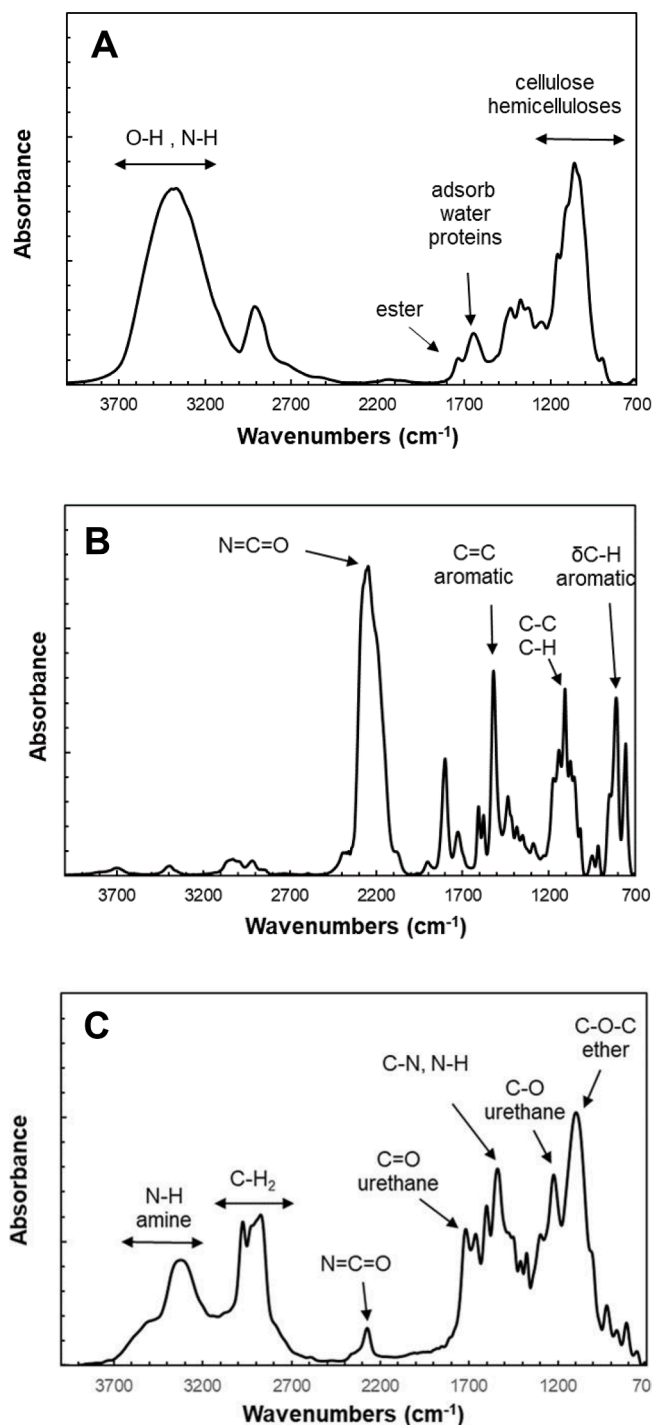 A
O-H , N-H
cellulose
hemicelluloses
adsorb
water
proteins
ester
Absorbance
3700 3200 2700 2200 1700 1200 700
Wavenumbers (cm-1)
B
N=C=O
C=C
aromatic
δC-H
aromatic
C-C
C-H
Absorbance
3700 3200 2700 2200 1700 1200 700
Wavenumbers (cm-1)
C
C-O-C
ether
C-N, N-H
C-O
urethane
C=O
urethane
C-H2
N-H
amine
N=C=O
Absorbance
3700 3200 2700 2200 1700 1200 70
Wavenumbers (cm-1)